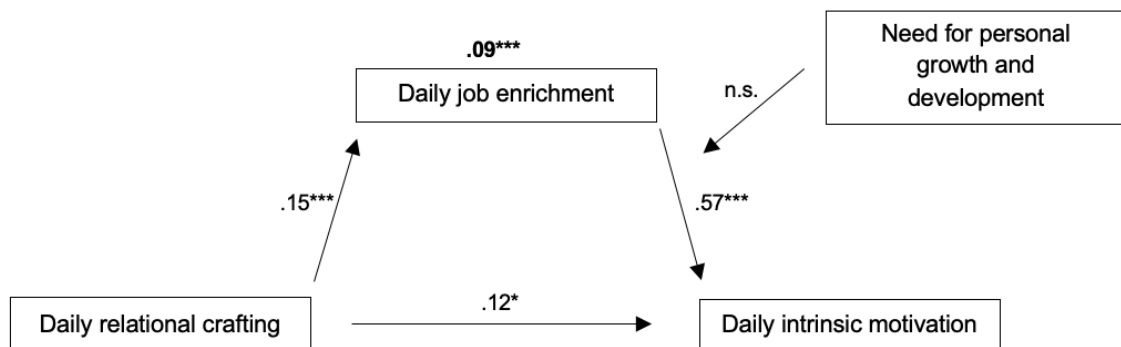 .09***
Daily job enrichment
Need for personal
growth and
development
n.s.
.15***
.57***
.12*
Daily relational crafting
Daily intrinsic motivation